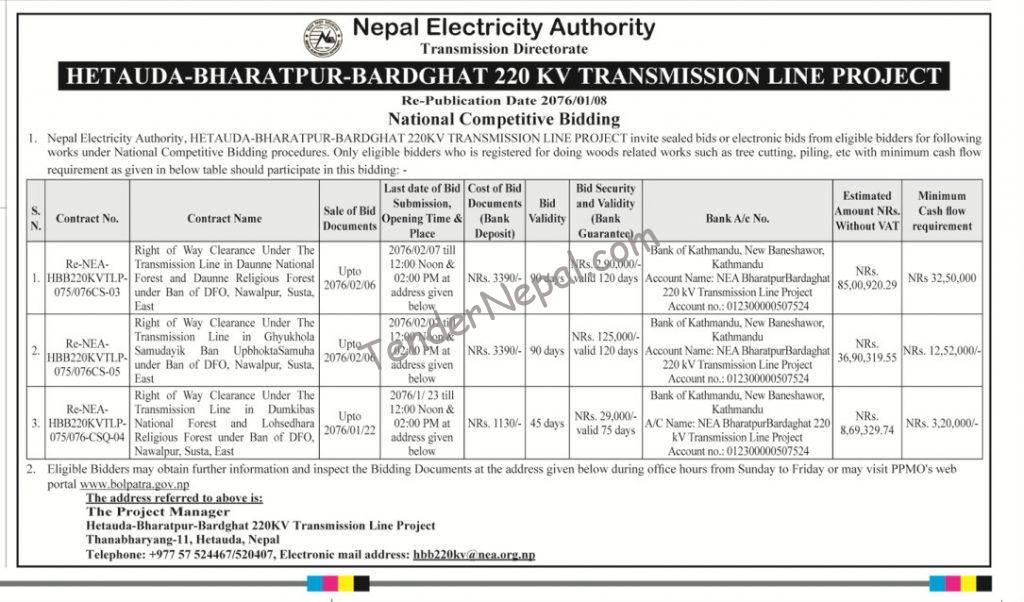 Nepal Electricity Authority
Transmission Directorate
HETAUDA-BHARATPUR-BARDGHAT 220 KV TRANSMISSION LINE PROJECT
Re-Publication Date 2076/01/08
National Competitive Bidding
1. Nepal Electricity Authority, HETAUDA-BHARATPUR-BARDGHAT 220KV TRANSMISSION LINE PROJECT invite sealed bids or electronic bids from eligible bidders for following
works under National Competitive Bidding procedures. Only eligible bidders who is registered for doing woods related works such as tree cutting, piling, etc with minimum cash flow
requirement as given in below table should participate in this bidding: -
S.
N.
Contract No.
Contract Name
Sale of Bid
Documents
Last date of Bid
Submission,
Opening Time &
Place
Cost of Bid
Documents
(Bank
Deposit)
Bid
Validity
Bid Security
and Validity
(Bank
Guarantee)
Bank A/c No.
Estimated
Amount NRs.
Without VAT
Minimum
Cash flow
requirement
1.
Re-NEA-
HBB220KVTLP-
075/076CS-03
Right of Way Clearance Under The
Transmission Line in Daunne National
Forest and Daunne Religious Forest
under Ban of DFO, Nawalpur, Susta,
East
Upto
2076/02/06
2076/02/07 till
12:00 Noon &
02:00 PM at
address given
below
NRs. 3390/-
90 days
NRs. 2,90,000/-
valid 120 days
Bank of Kathmandu, New Baneshawor,
Kathmandu
Account Name: NEA BharatpurBardaghat
220 kV Transmission Line Project
Account no.: 012300000507524
NRs.
85,00,920.29
NRs 32,50,000
2.
Re-NEA-
HBB220KVTLP-
075/076CS-05
Right of Way Clearance Under The
Transmission Line in Ghyukhola
Samudayik Ban UpbhoktaSamuha
under Ban of DFO, Nawalpur, Susta,
East
Upto
2076/02/06
2076/02/07 till
12:00 Noon &
02:00 PM at
address given
below
NRs. 3390/-
90 days
NRs. 125,000/-
valid 120 days
Bank of Kathmandu, New Baneshawor,
Kathmandu
Account Name: NEA BharatpurBardaghat
220 kV Transmission Line Project
Account no.: 012300000507524
NRs.
36,90,319.55
NRs. 12,52,000/-
3.
Re-NEA-
HBB220KVTLP-
075/076-CSQ-04
Right of Way Clearance Under The
Transmission Line in Dumkibas
National Forest and Lohsedhara
Religious Forest under Ban of DFO,
Nawalpur, Susta, East
Upto
2076/01/22
2076/1/ 23 till
12:00 Noon &
02:00 PM at
address given
below
NRs. 1130/-
45 days
NRs. 29,000/-
valid 75 days
Bank of Kathmandu, New Baneshawor,
Kathmandu
A/C Name: NEA BharatpurBardaghat 220
kV Transmission Line Project
Account no.: 012300000507524
NRs.
8,69,329.74
NRs. 3,20,000/-
TenderNepal.com
2. Eligible Bidders may obtain further information and inspect the Bidding Documents at the address given below during office hours from Sunday to Friday or may visit PPMO's web
portal www.bolpatra.gov.np
The address referred to above is:
The Project Manager
Hetauda-Bharatpur-Bardghat 220KV Transmission Line Project
Thanabharyang-11, Hetauda, Nepal
Telephone: +977 57 524467/520407, Electronic mail address: hbb220kv@nea.org.np